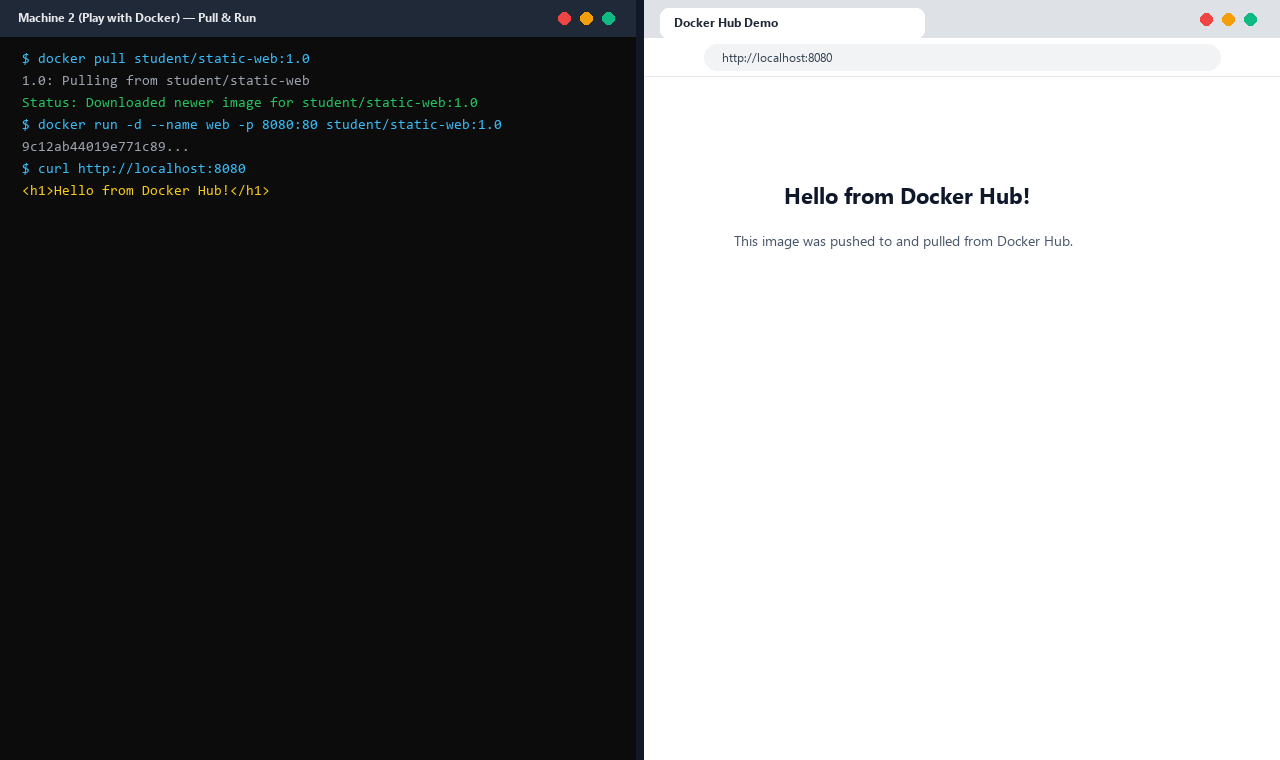 Machine 2 (Play with Docker) — Pull & Run
$ docker pull student/static-web:1.0
1.0: Pulling from student/static-web
Status: Downloaded newer image for student/static-web:1.0
$ docker run -d --name web -p 8080:80 student/static-web:1.0
9c12ab44019e771c89...
$ curl http://localhost:8080
<h1>Hello from Docker Hub!</h1>
Docker Hub Demo
http://localhost:8080
Hello from Docker Hub!
This image was pushed to and pulled from Docker Hub.